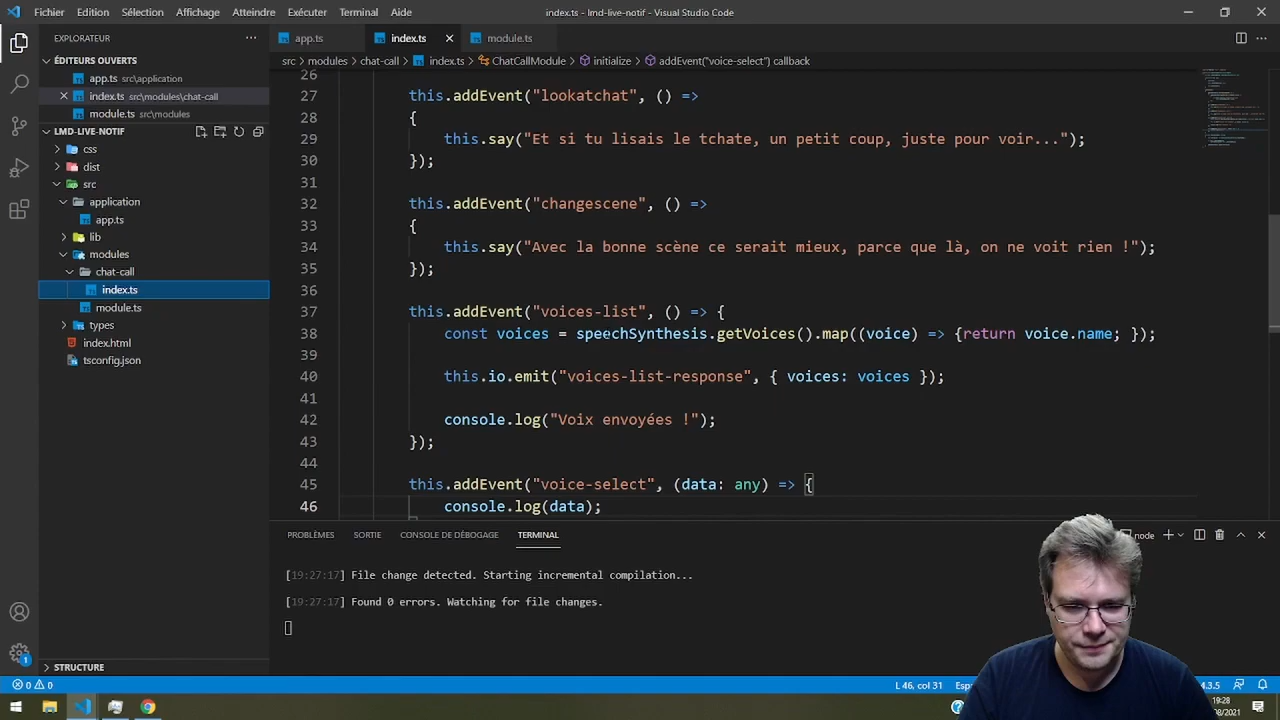 Fichier Edition Sélection Affichage Atteindre Exécuter Terminal Aide index.ts - lmd-live-notif - Visual Studio Code
EXPLORATEUR ··· app.ts index.ts module.ts
ÉDITEURS OUVERTS
app.ts src\application
index.ts src\modules\chat-call
module.ts src\modules
LMD-LIVE-NOTIF
css
dist
src
application
app.ts
lib
modules
chat-call
index.ts
module.ts
types
index.html
tsconfig.json
STRUCTURE
src > modules > chat-call > index.ts > ChatCallModule > initialize > addEvent("voice-select") callback
26
27 this.addEvent("lookatchat", () =>
28 {
29 this.say("Et si tu lisais le tchate, un petit coup, juste pour voir...");
30 });
31
32 this.addEvent("changescene", () =>
33 {
34 this.say("Avec la bonne scène ce serait mieux, parce que là, on ne voit rien !");
35 });
36
37 this.addEvent("voices-list", () => {
38 const voices = speechSynthesis.getVoices().map((voice) => {return voice.name; });
39
40 this.io.emit("voices-list-response", { voices: voices });
41
42 console.log("Voix envoyées !");
43 });
44
45 this.addEvent("voice-select", (data: any) => {
46 console.log(data);
PROBLÈMES SORTIE CONSOLE DE DÉBOGAGE TERMINAL node
[19:27:17] File change detected. Starting incremental compilation...
[19:27:17] Found 0 errors. Watching for file changes.
0 0 L 46, col 31 4.3.5
19:28